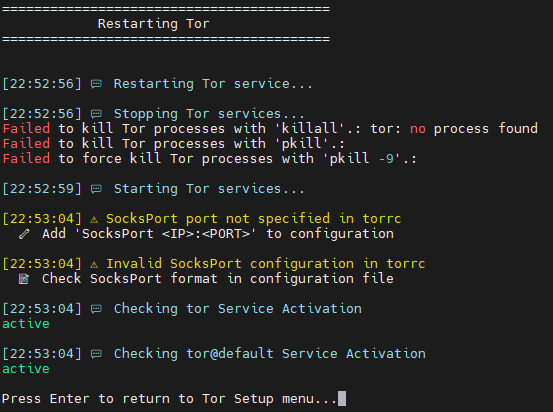 =========================================
Restarting Tor
=========================================
[22:52:56] 💬 Restarting Tor service...
[22:52:56] 💬 Stopping Tor services...
Failed to kill Tor processes with 'killall'.: tor: no process found
Failed to kill Tor processes with 'pkill'.:
Failed to force kill Tor processes with 'pkill -9'.:
[22:52:59] 💬 Starting Tor services...
[22:53:04] ⚠ SocksPort port not specified in torrc
🖊 Add 'SocksPort <IP>:<PORT>' to configuration
[22:53:04] ⚠ Invalid SocksPort configuration in torrc
📝 Check SocksPort format in configuration file
[22:53:04] 💬 Checking tor Service Activation
active
[22:53:04] 💬 Checking tor@default Service Activation
active
Press Enter to return to Tor Setup menu...